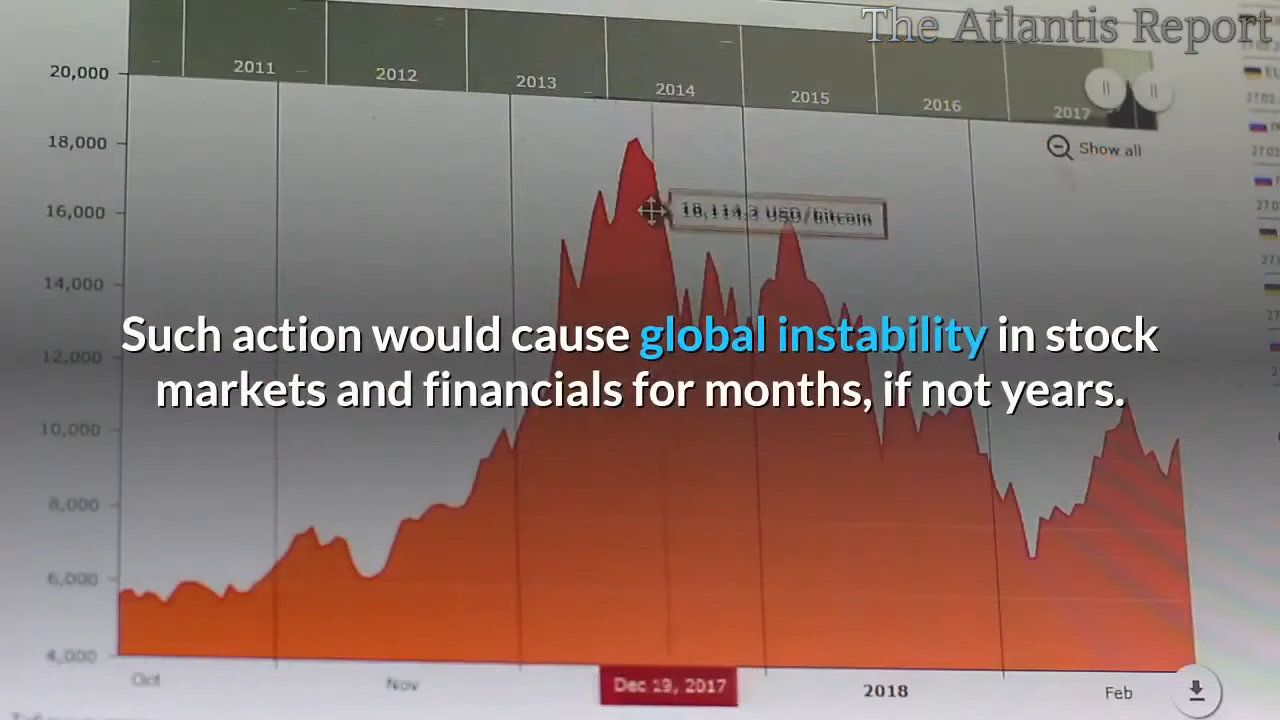 The Atlantis Report
20,000
2011
2012
2013
2014
2015
2016
2017
18,000
Show all
16,000
14,000
Such action would cause global instability in stock
12,000
markets and financials for months, if not years.
10,000
8,000
6,000
4,000
Oct
Nov
Dec 19, 2017
2018
Feb